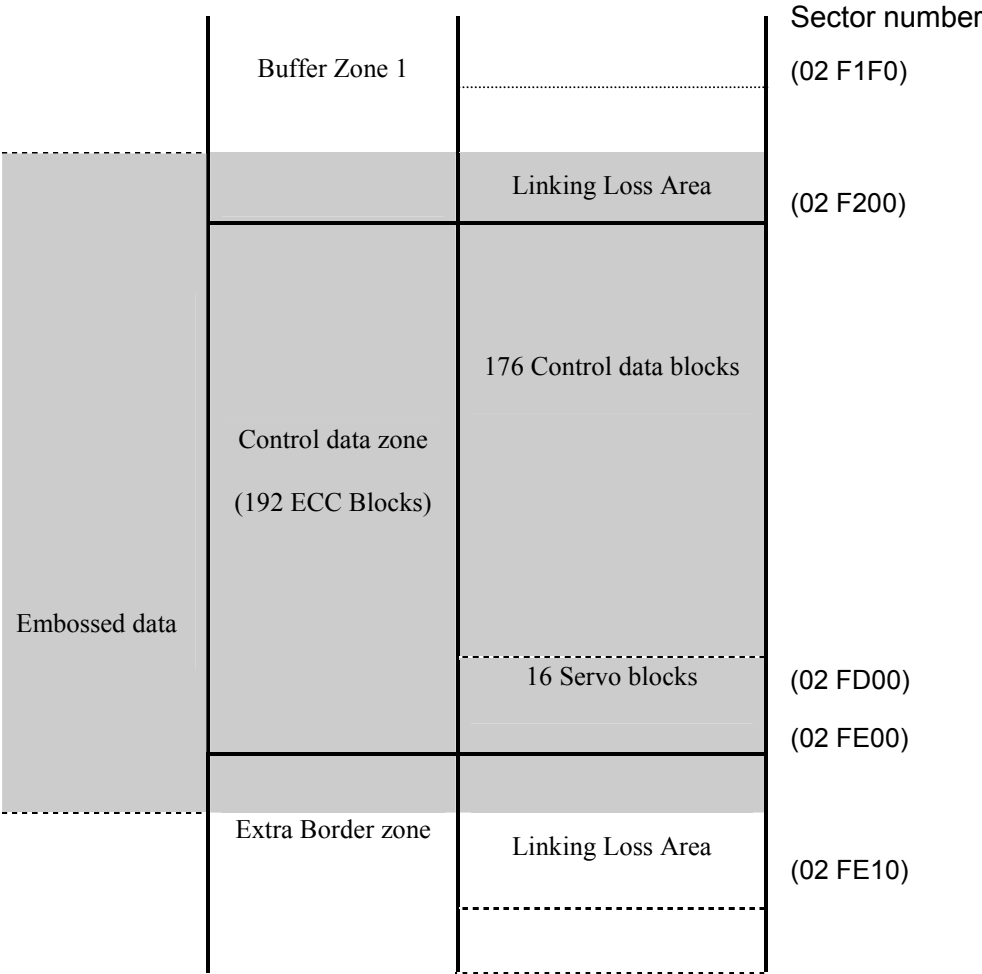 Sector number
Buffer Zone 1
(02 F1F0)
Linking Loss Area
(02 F200)
176 Control data blocks
Control data zone
(192 ECC Blocks)
Embossed data
16 Servo blocks
(02 FD00)
(02 FE00)
Extra Border zone
Linking Loss Area
(02 FE10)